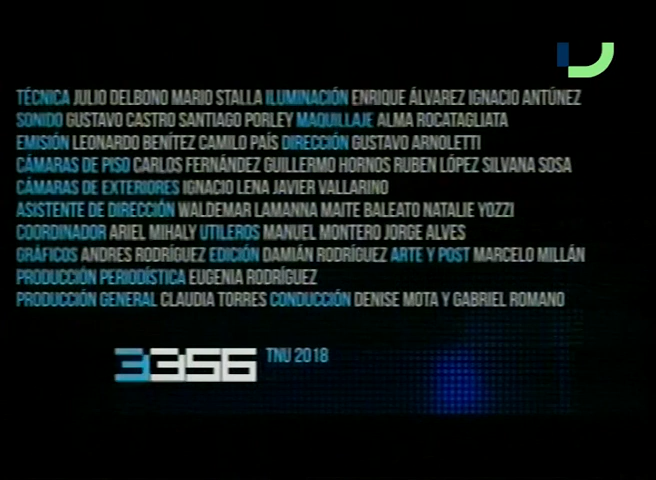 TÉCNICA JULIO DELBONO MARIO STALLA ILUMINACIÓN ENRIQUE ÁLVAREZ IGNACIO ANTÚNEZ
SONIDO GUSTAVO CASTRO SANTIAGO PORLEY MAQUILLAJE ALMA ROCATAGLIATA
EMISIÓN LEONARDO BENÍTEZ CAMILO PAÍS DIRECCIÓN GUSTAVO ARNOLETTI
CÁMARAS DE PISO CARLOS FERNÁNDEZ GUILLERMO HORNOS RUBEN LÓPEZ SILVANA SOSA
CÁMARAS DE EXTERIORES IGNACIO LENA JAVIER VALLARINO
ASISTENTE DE DIRECCIÓN WALDEMAR LAMANNA MAITE BALEATO NATALIE YOZZI
COORDINADOR ARIEL MIHALY UTILEROS MANUEL MONTERO JORGE ALVES
GRÁFICOS ANDRES RODRÍGUEZ EDICIÓN DAMIÁN RODRÍGUEZ ARTE Y POST MARCELO MILLÁN
PRODUCCIÓN PERIODÍSTICA EUGENIA RODRÍGUEZ
PRODUCCIÓN GENERAL CLAUDIA TORRES CONDUCCIÓN DENISE MOTA Y GABRIEL ROMANO
3356 TNU 2018